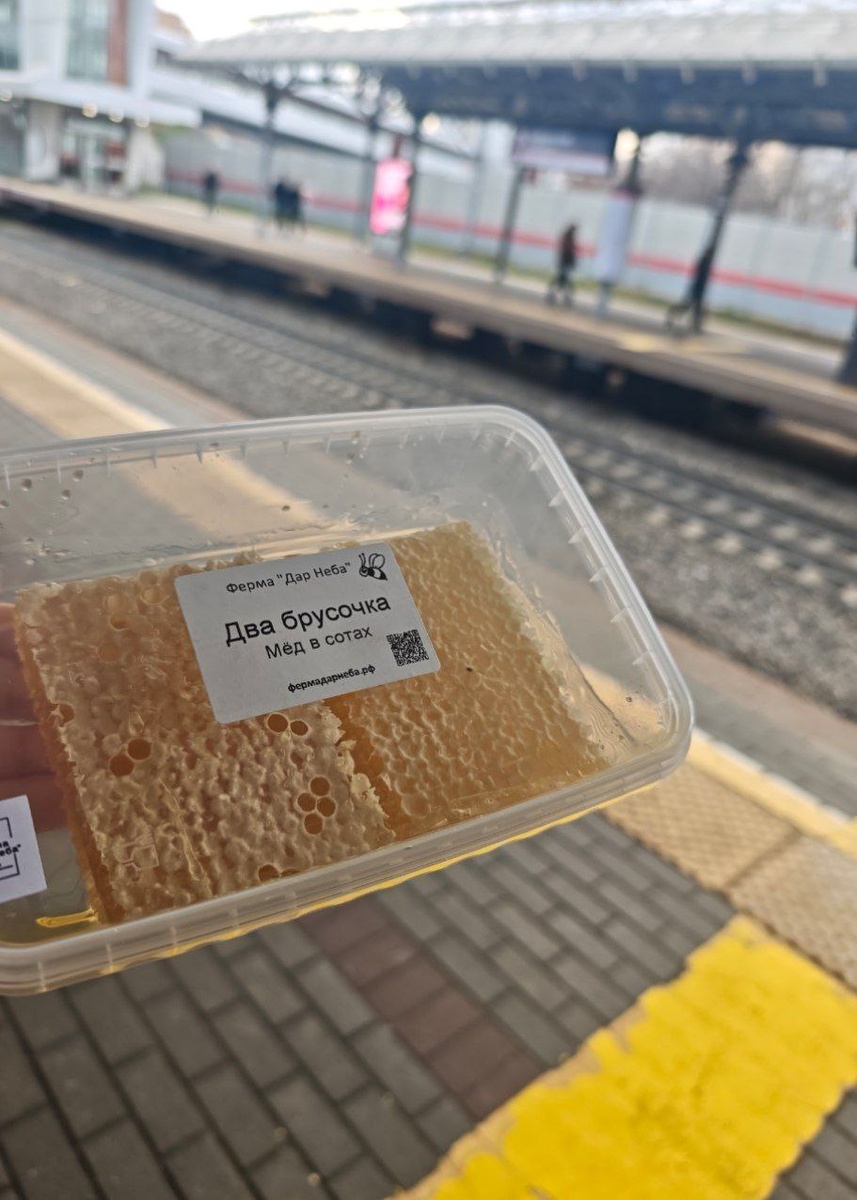 Ферма "Дар Неба"
Два брусочка
Мёд в сотах
фермадарнеба.рф